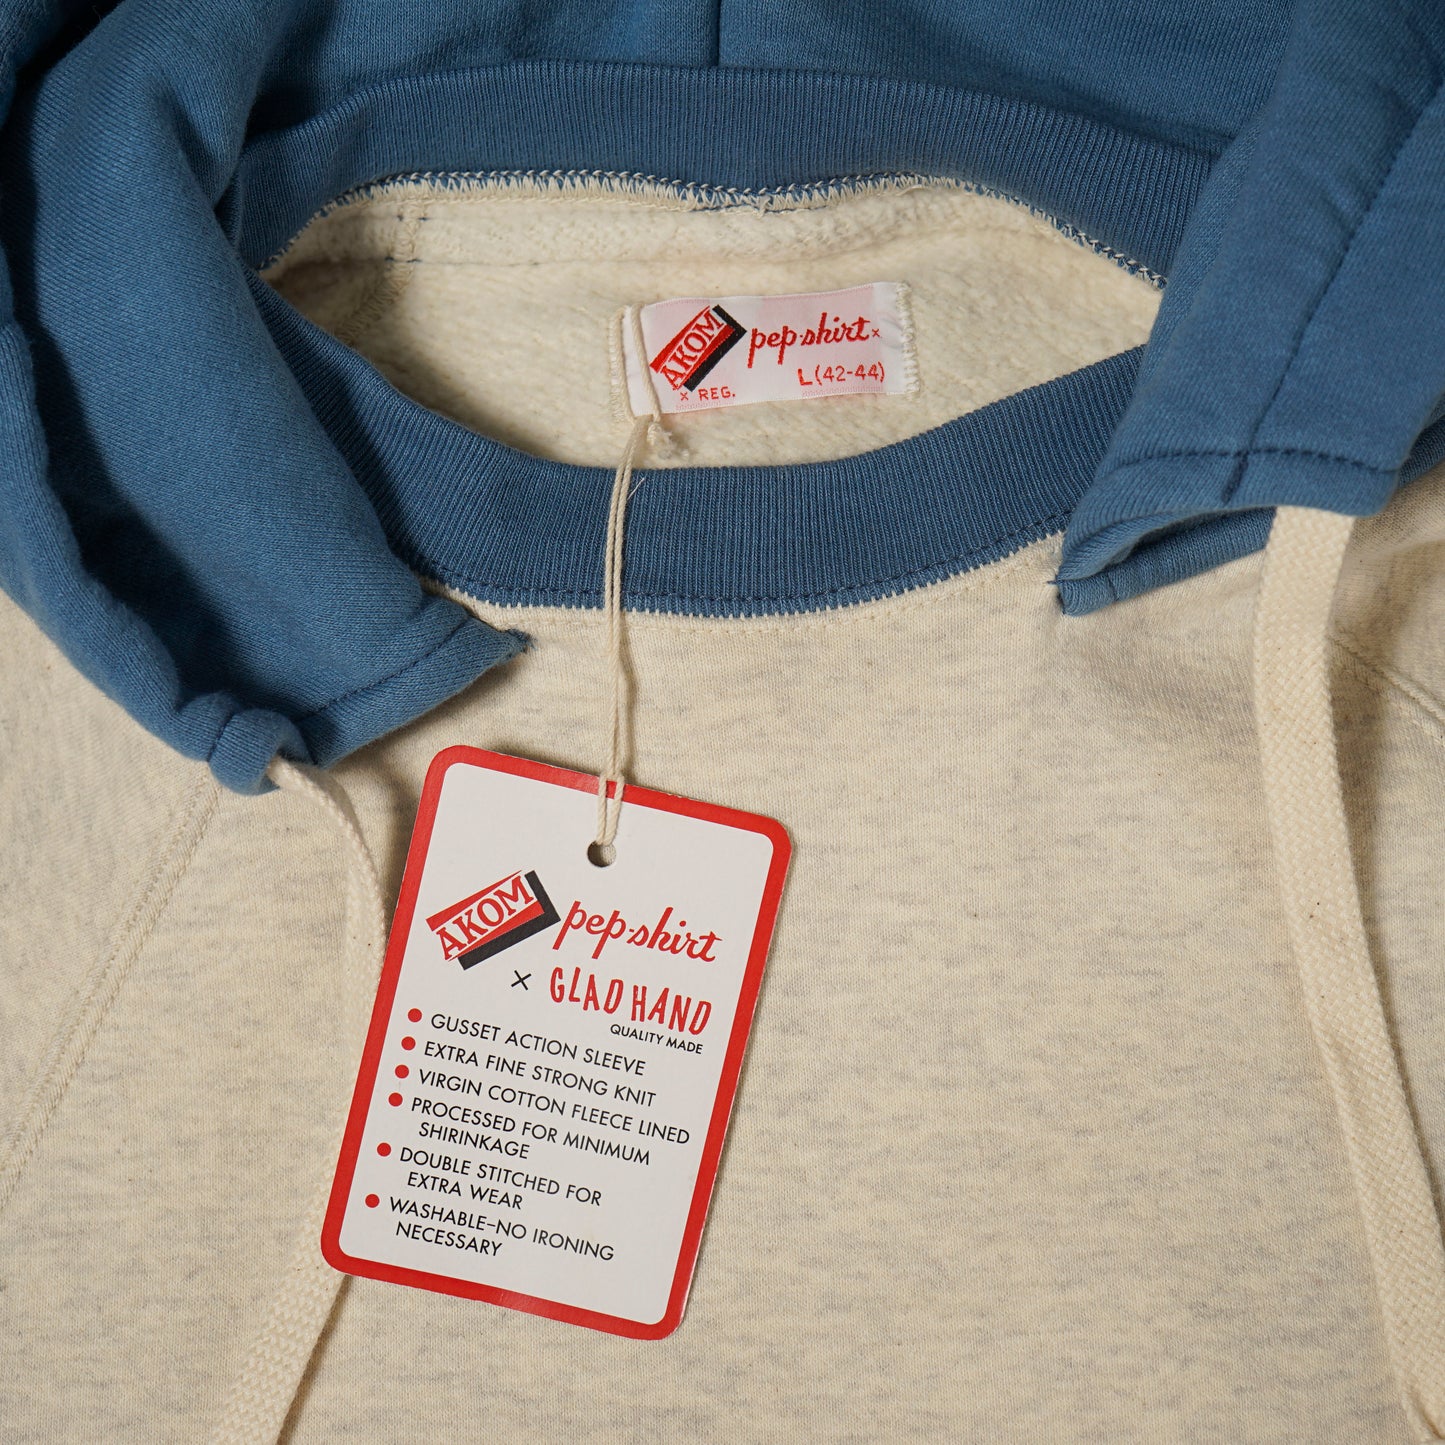 AKOM pep-shirt
REG. L(42-44)
AKOM pep-shirt
× GLAD HAND
QUALITY MADE
● GUSSET ACTION SLEEVE
● EXTRA FINE STRONG KNIT
● VIRGIN COTTON FLEECE LINED
● PROCESSED FOR MINIMUM
SHIRINKAGE
● DOUBLE STITCHED FOR
EXTRA WEAR
● WASHABLE–NO IRONING
NECESSARY